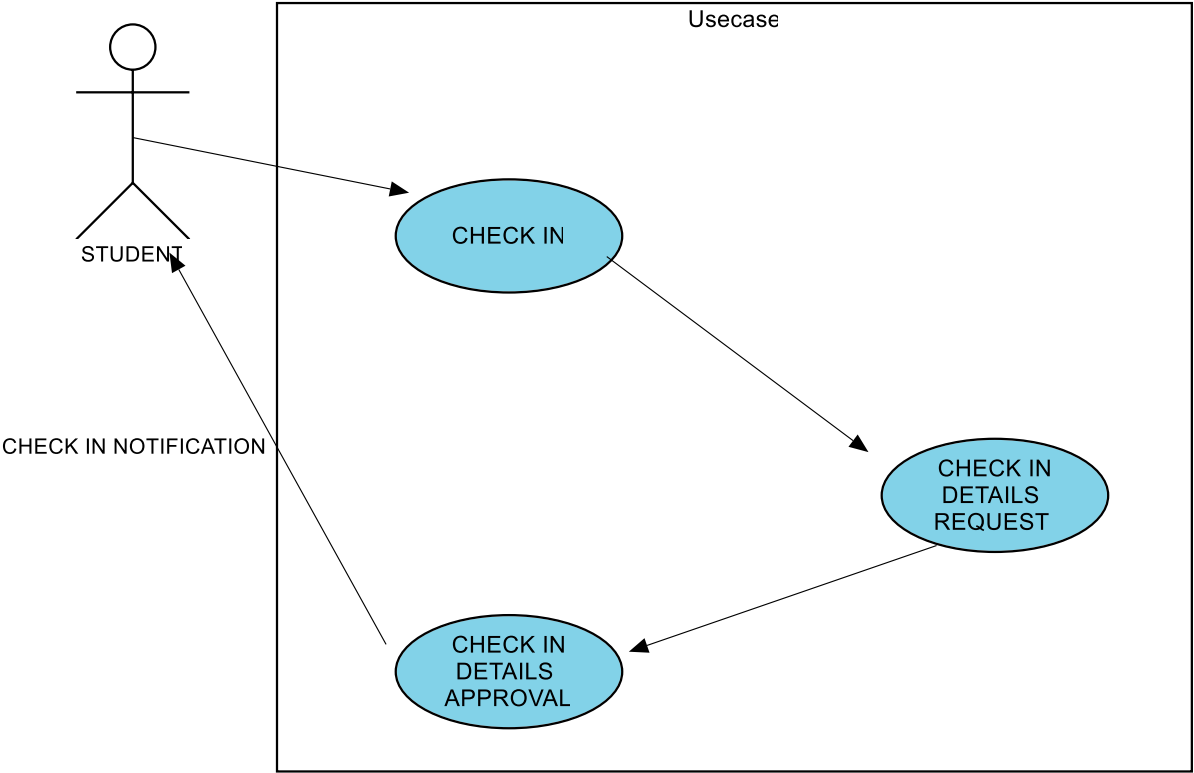 Usecase
CHECK IN
STUDENT
CHECK IN NOTIFICATION
CHECK IN
DETAILS
REQUEST
CHECK IN
DETAILS
APPROVAL